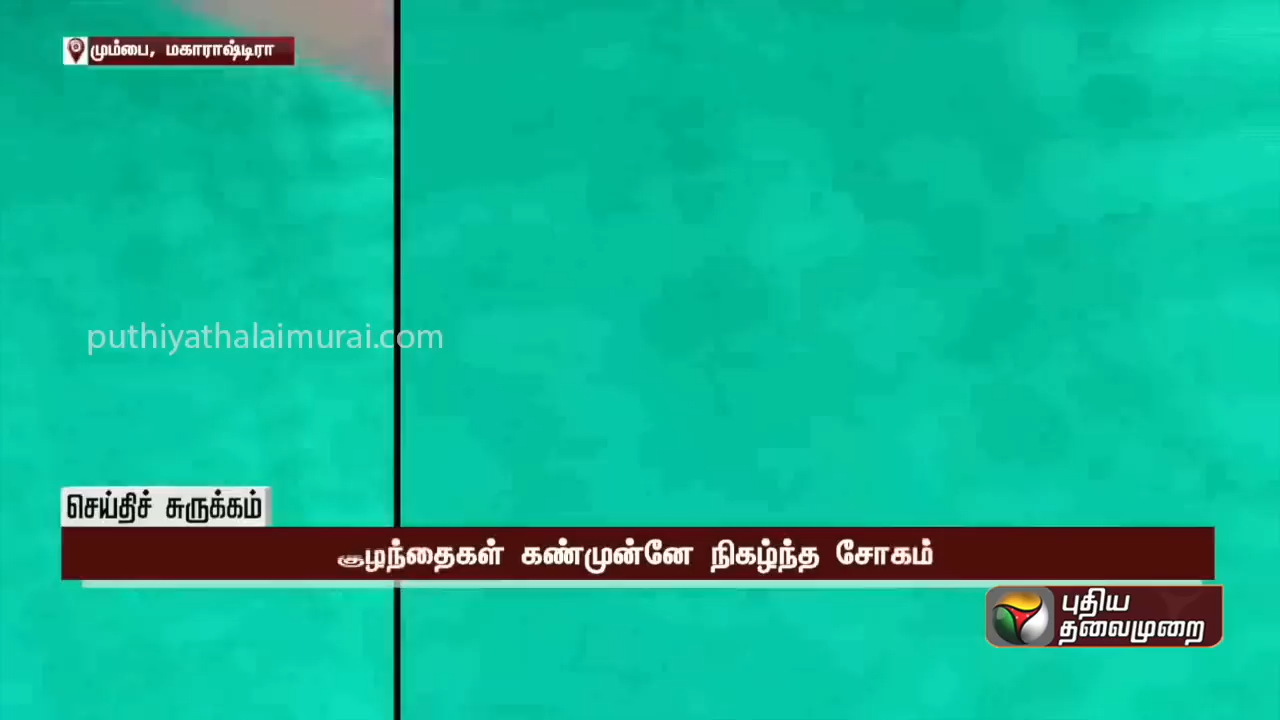 மும்பை, மகாராஷ்டிரா
puthiyathalaimurai.com
செய்திச் சுருக்கம்
குழந்தைகள் கண்முன்னே நிகழ்ந்த சோகம்
புதிய
தலைமுறை